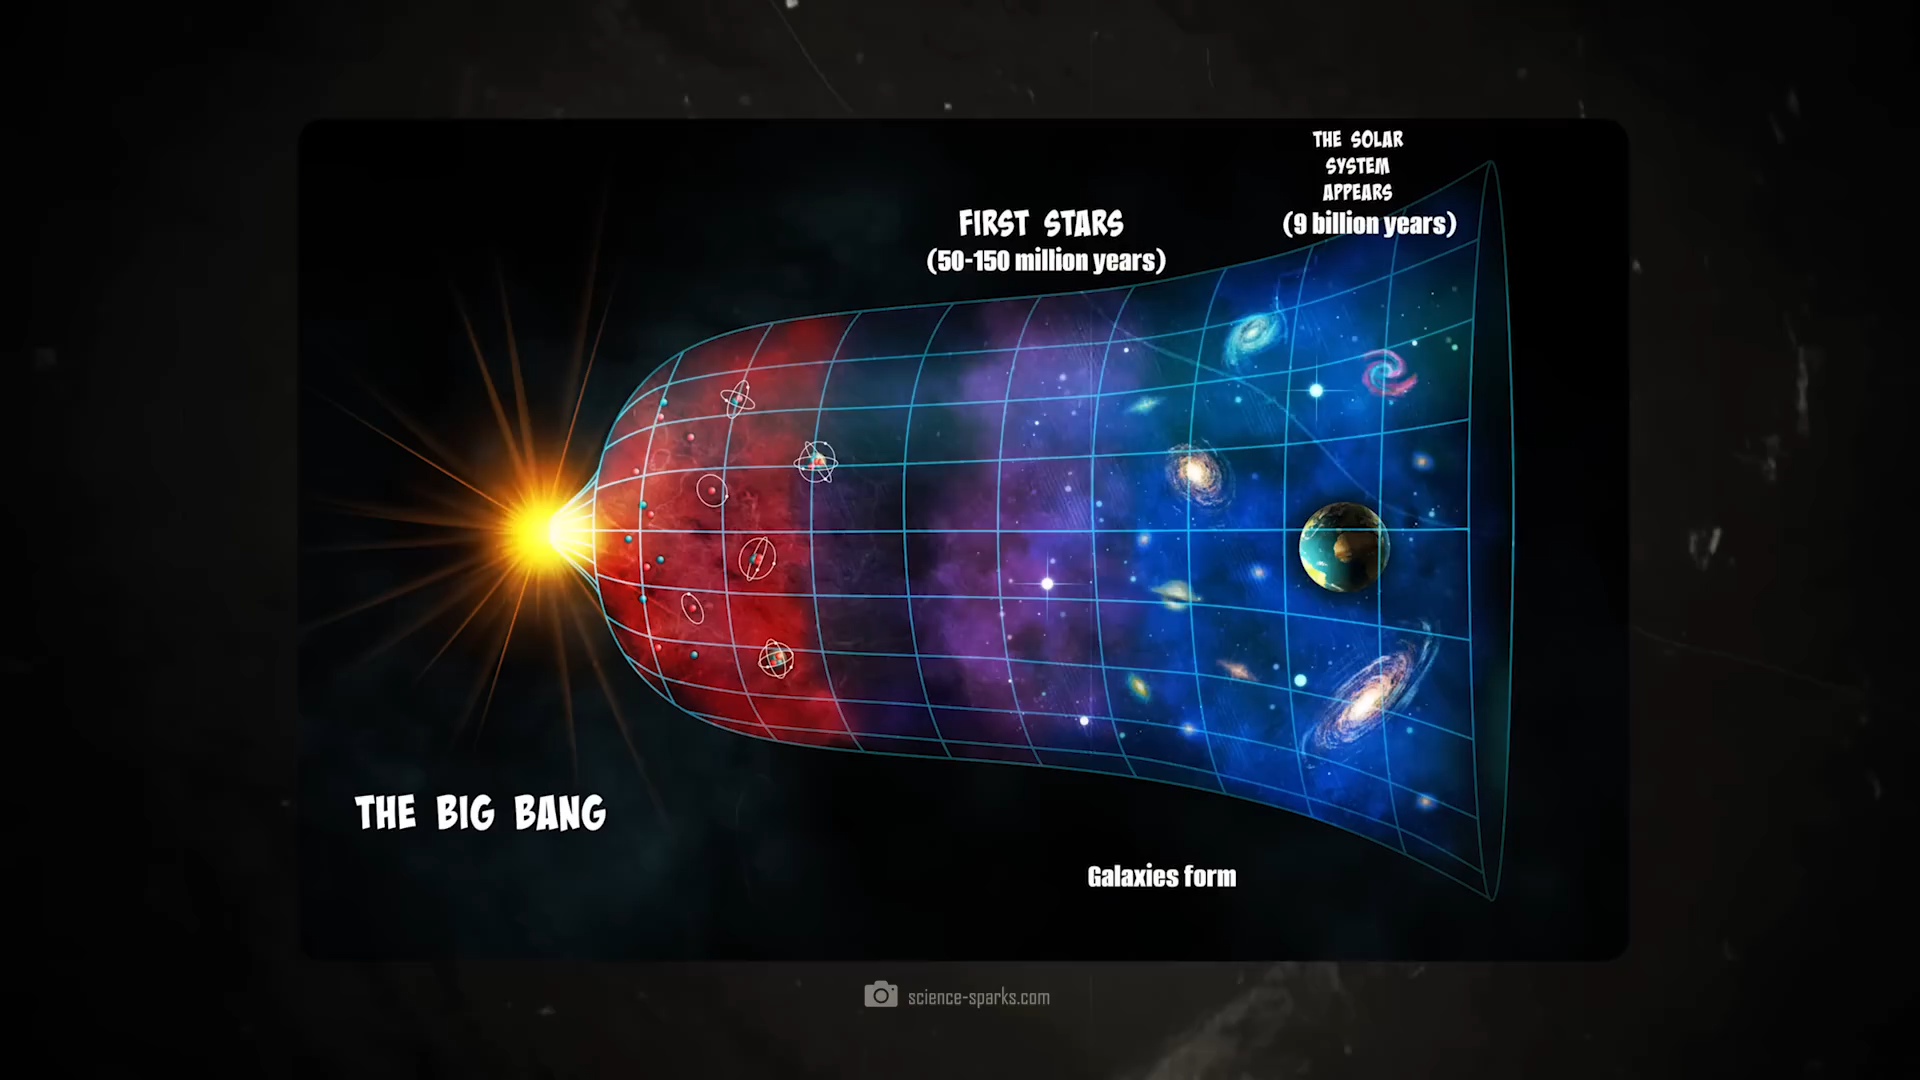 THE SOLAR
SYSTEM
APPEARS
(9 billion years)
FIRST STARS
(50-150 million years)
THE BIG BANG
Galaxies form
science-sparks.com